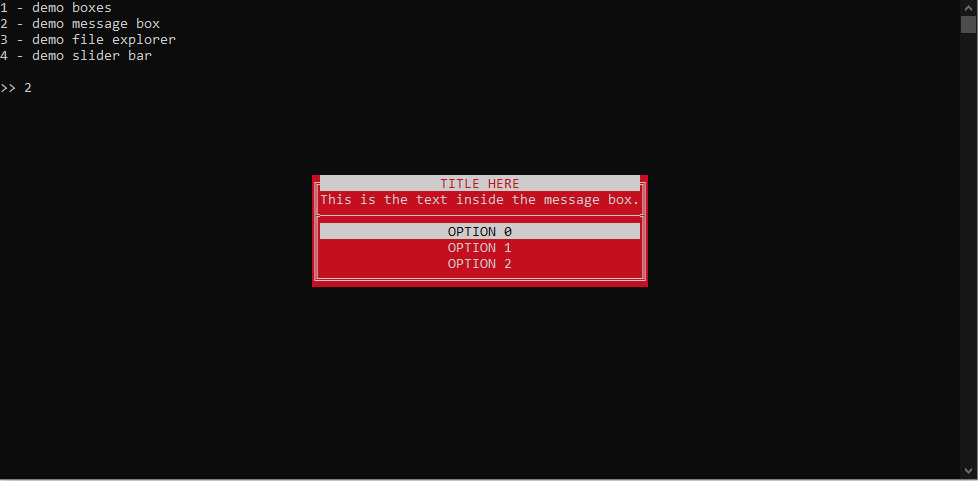 1 - demo boxes
2 - demo message box
3 - demo file explorer
4 - demo slider bar
>> 2
TITLE HERE
This is the text inside the message box.
OPTION 0
OPTION 1
OPTION 2